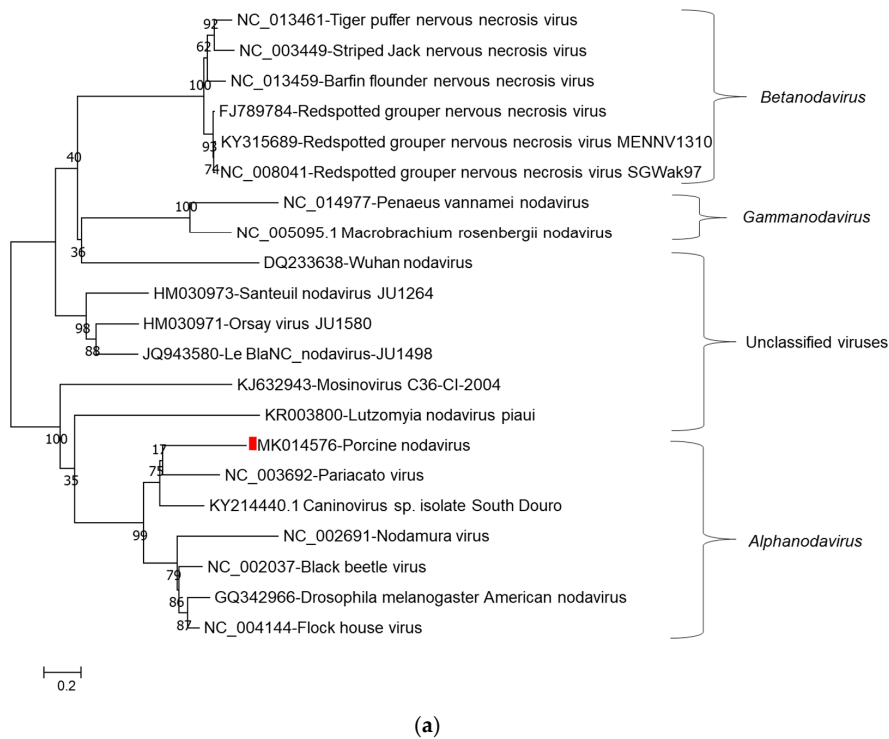 92
NC_013461-Tiger puffer nervous necrosis virus
62
NC_003449-Striped Jack nervous necrosis virus
100
NC_013459-Barfin flounder nervous necrosis virus
Betanodavirus
FJ789784-Redspotted grouper nervous necrosis virus
93
KY315689-Redspotted grouper nervous necrosis virus MENNV1310
40
74
NC_008041-Redspotted grouper nervous necrosis virus SGWak97
100
NC_014977-Penaeus vannamei nodavirus
Gammanodavirus
NC_005095.1 Macrobrachium rosenbergii nodavirus
36
DQ233638-Wuhan nodavirus
HM030973-Santeuil nodavirus JU1264
98
HM030971-Orsay virus JU1580
Unclassified viruses
88
JQ943580-Le BlaNC_nodavirus-JU1498
KJ632943-Mosinovirus C36-CI-2004
KR003800-Lutzomyia nodavirus piaui
100
17
MK014576-Porcine nodavirus
75
NC_003692-Pariacato virus
35
KY214440.1 Caninovirus sp. isolate South Douro
99
NC_002691-Nodamura virus
Alphanodavirus
79
NC_002037-Black beetle virus
86
GQ342966-Drosophila melanogaster American nodavirus
87
NC_004144-Flock house virus
0.2
(a)